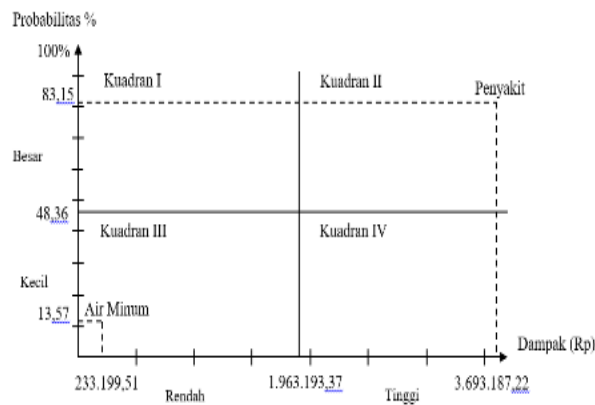 Probabilitas %
100%
Kuadran I
Kuadran II
83,15
Penyakit
Besar
48,36
Kuadran III
Kuadran IV
Kecil
13,57
Air Minum
Dampak (Rp)
233.199,51
1.963.193,37
3.693.187,22
Rendah
Tinggi